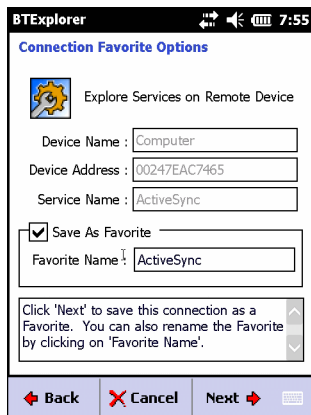 BTExplorer 7:55
Connection Favorite Options
Explore Services on Remote Device
Device Name : Computer
Device Address : 00247EAC7465
Service Name : ActiveSync
Save As Favorite
Favorite Name : ActiveSync
Click 'Next' to save this connection as a
Favorite. You can also rename the Favorite
by clicking on 'Favorite Name'.
Back Cancel Next